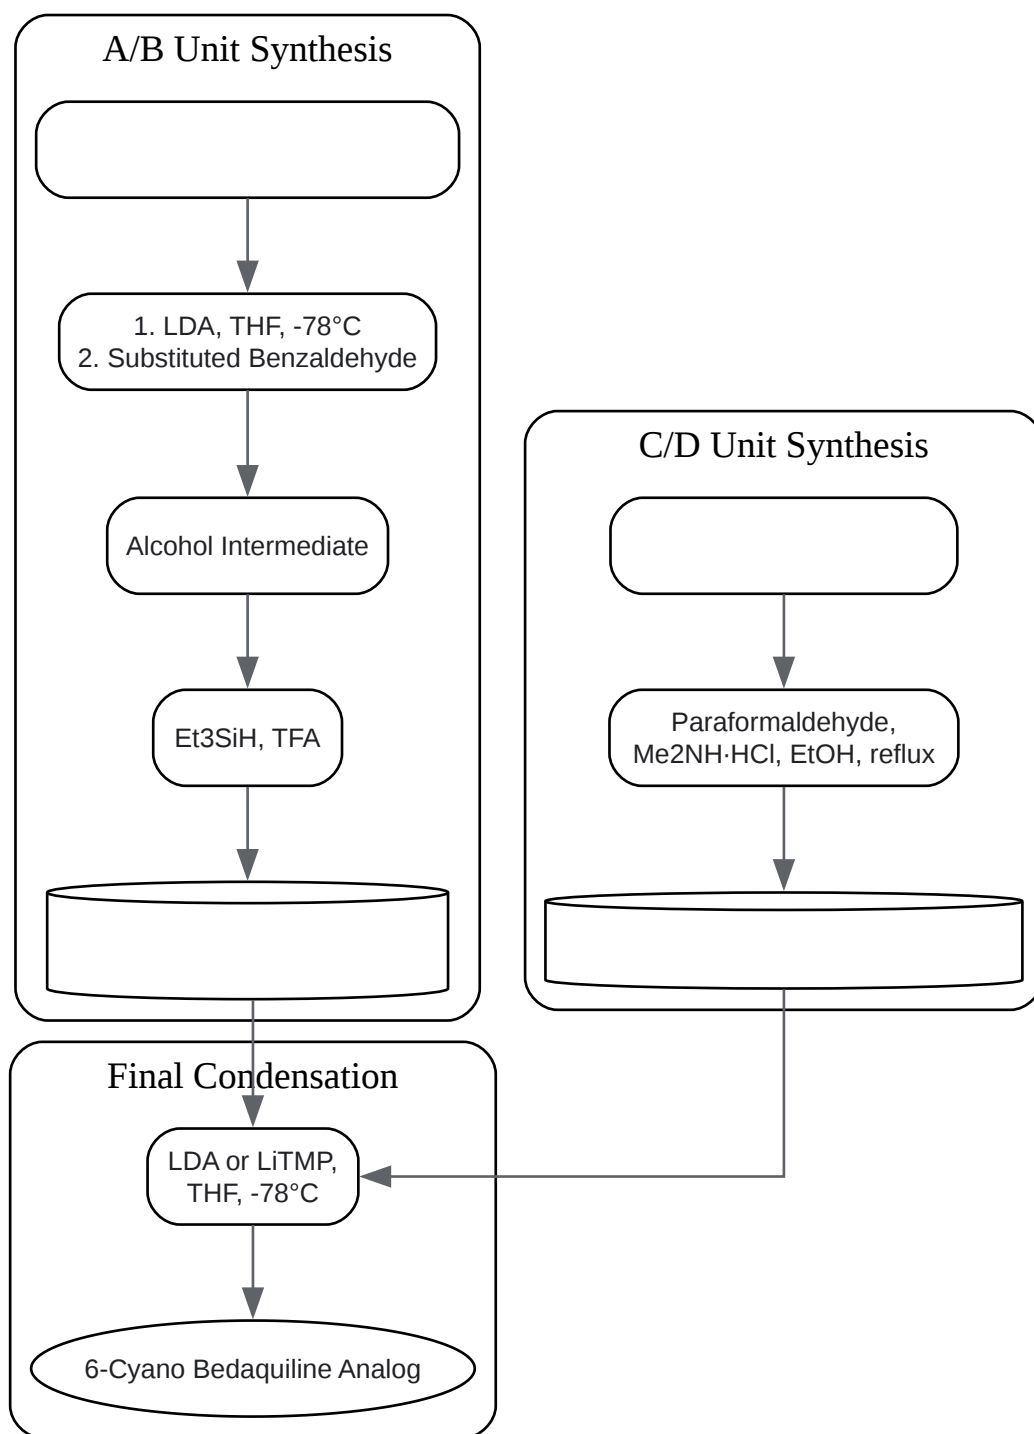 A/B Unit Synthesis
1. LDA, THF, -78°C
2. Substituted Benzaldehyde
Alcohol Intermediate
Et3SiH, TFA
C/D Unit Synthesis
Paraformaldehyde,
Me2NH·HCl, EtOH, reflux
Final Condensation
LDA or LiTMP,
THF, -78°C
6-Cyano Bedaquiline Analog